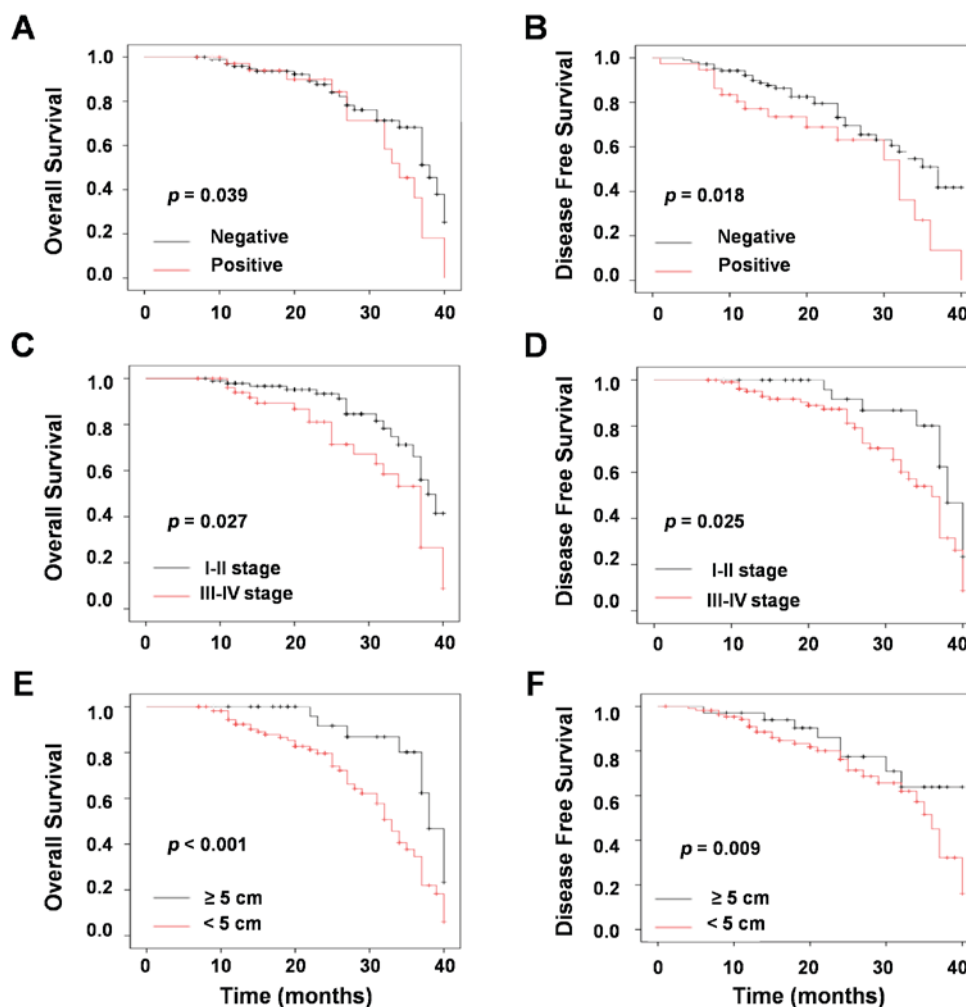 A
Overall Survival
1.0
0.8
0.6
0.4
0.2
0.0
p = 0.039
Negative
Positive
0 10 20 30 40
B
Disease Free Survival
1.0
0.8
0.6
0.4
0.2
0.0
p = 0.018
Negative
Positive
0 10 20 30 40
C
Overall Survival
1.0
0.8
0.6
0.4
0.2
0.0
p = 0.027
I-II stage
III-IV stage
0 10 20 30 40
D
Disease Free Survival
1.0
0.8
0.6
0.4
0.2
0.0
p = 0.025
I-II stage
III-IV stage
0 10 20 30 40
E
Overall Survival
1.0
0.8
0.6
0.4
0.2
0.0
p < 0.001
≥ 5 cm
< 5 cm
0 10 20 30 40
Time (months)
F
Disease Free Survival
1.0
0.8
0.6
0.4
0.2
0.0
p = 0.009
≥ 5 cm
< 5 cm
0 10 20 30 40
Time (months)